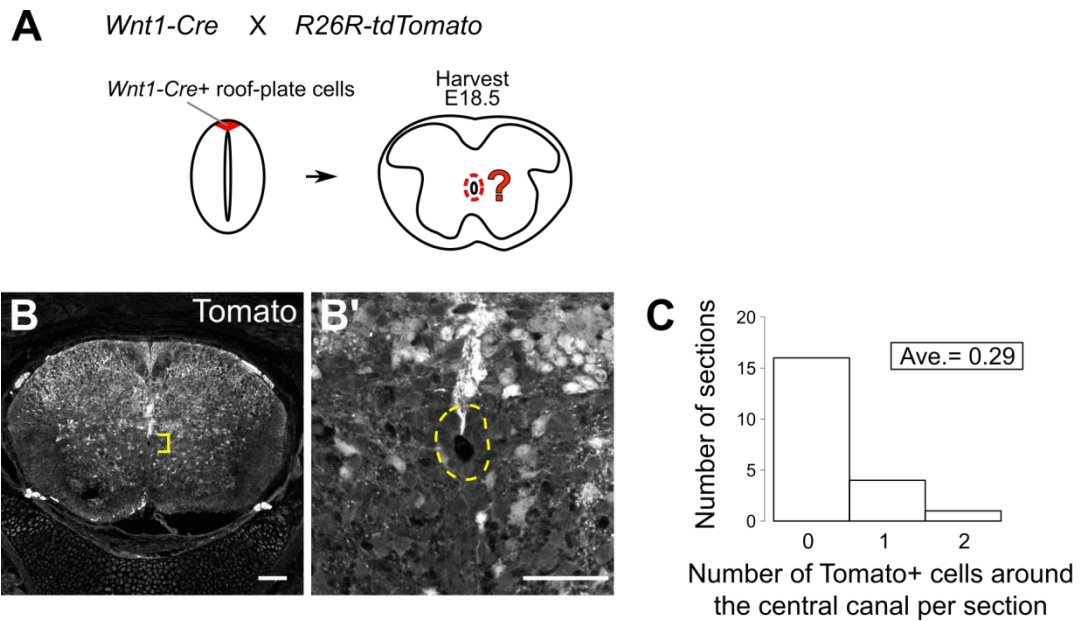 A Wnt1-Cre X R26R-tdTomato
Wnt1-Cre+ roof-plate cells
Harvest
E18.5
?
B Tomato
B'
C
20
15
10
5
0
Number of sections
Ave.= 0.29
0 1 2
Number of Tomato+ cells around
the central canal per section